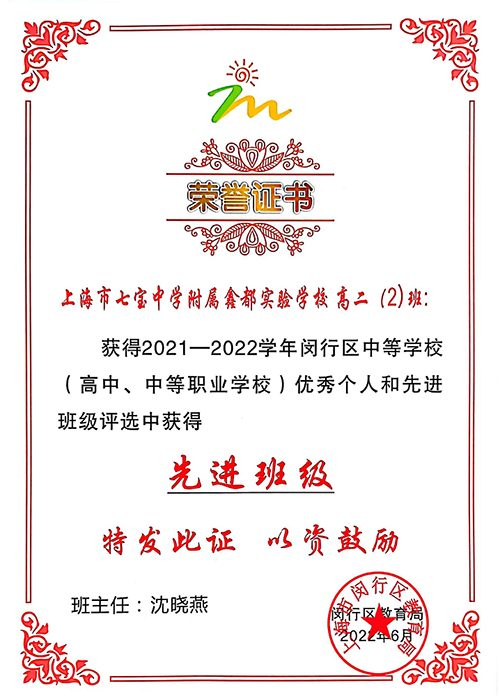 荣誉证书
上海市七宝中学附属鑫都实验学校高二（2）班：
获得2021—2022学年闵行区中等学校
（高中、中等职业学校）优秀个人和先进
班级评选中获得
先进班级
特发此证 以资鼓励
班主任：沈晓燕
闵行区教育局
2022年6月
上海市闵行区教育局